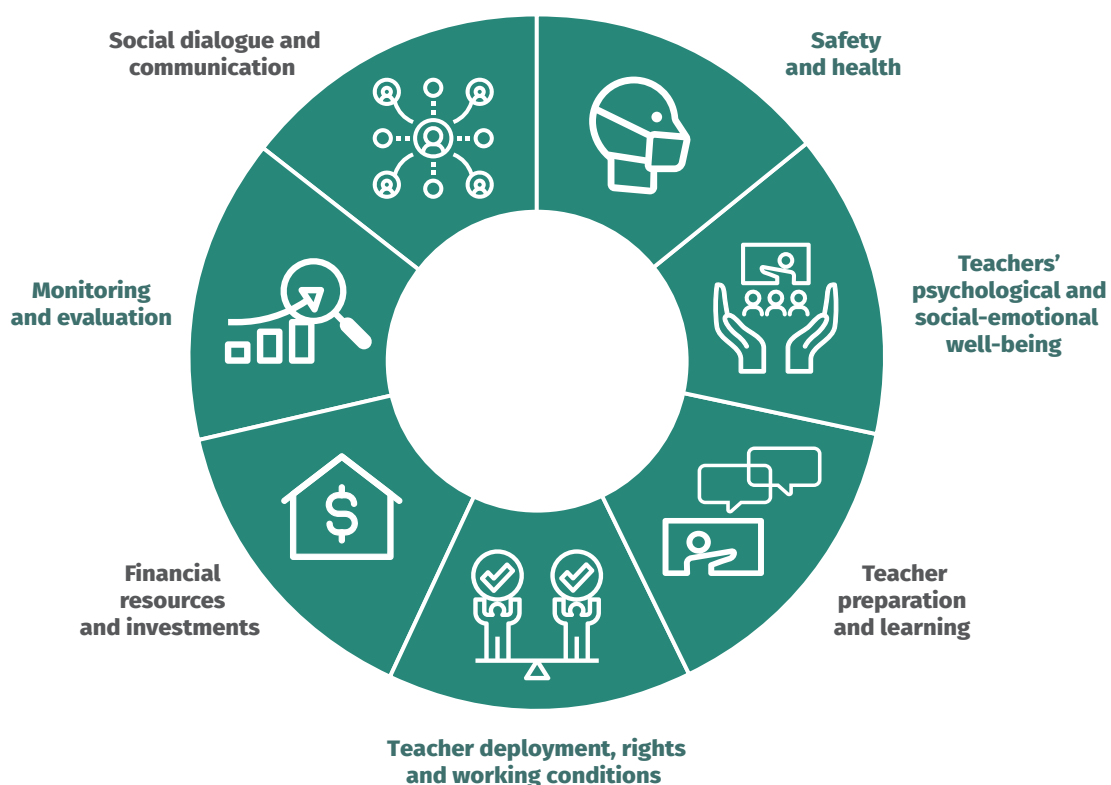 Social dialogue and
communication
Safety
and health
Monitoring
and evaluation
Teachers’
psychological and
social-emotional
well-being
Financial
resources
and investments
Teacher
preparation
and learning
Teacher deployment, rights
and working conditions
$